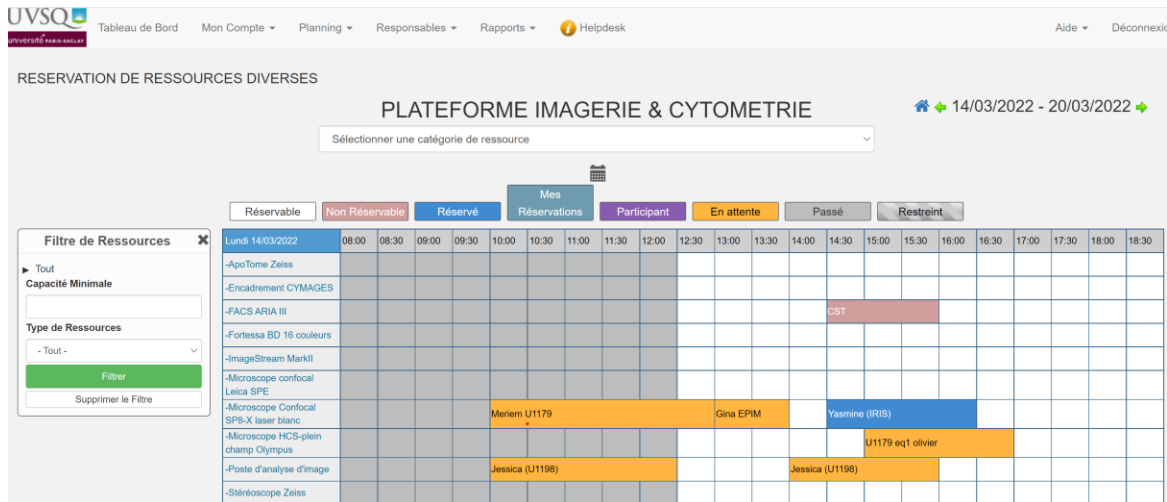 UVSQ
université PARIS-SACLAY
Tableau de Bord Mon Compte Planning Responsables Rapports Helpdesk Aide Déconnexio
RESERVATION DE RESSOURCES DIVERSES
PLATEFORME IMAGERIE & CYTOMETRIE
14/03/2022 - 20/03/2022
Sélectionner une catégorie de ressource
Réservable Non Réservable Réservé Mes Réservations Participant En attente Passé Restreint
Filtre de Ressources
Tout
Capacité Minimale
Type de Ressources
- Tout -
Filtrer
Supprimer le Filtre
Lundi 14/03/2022 08:00 08:30 09:00 09:30 10:00 10:30 11:00 11:30 12:00 12:30 13:00 13:30 14:00 14:30 15:00 15:30 16:00 16:30 17:00 17:30 18:00 18:30
-ApoTome Zeiss
-Encadrement CYMAGES
-FACS ARIA III CST
-Fortessa BD 16 couleurs
-ImageStream MarkII
-Microscope confocal
Leica SPE
-Microscope Confocal
SP8-X laser blanc Meriem U1179 Gina EPIM Yasmine (IRIS)
-Microscope HCS-plein
champ Olympus U1179 eq1 olivier
-Poste d'analyse d'image Jessica (U1198) Jessica (U1198)
-Stéréoscope Zeiss